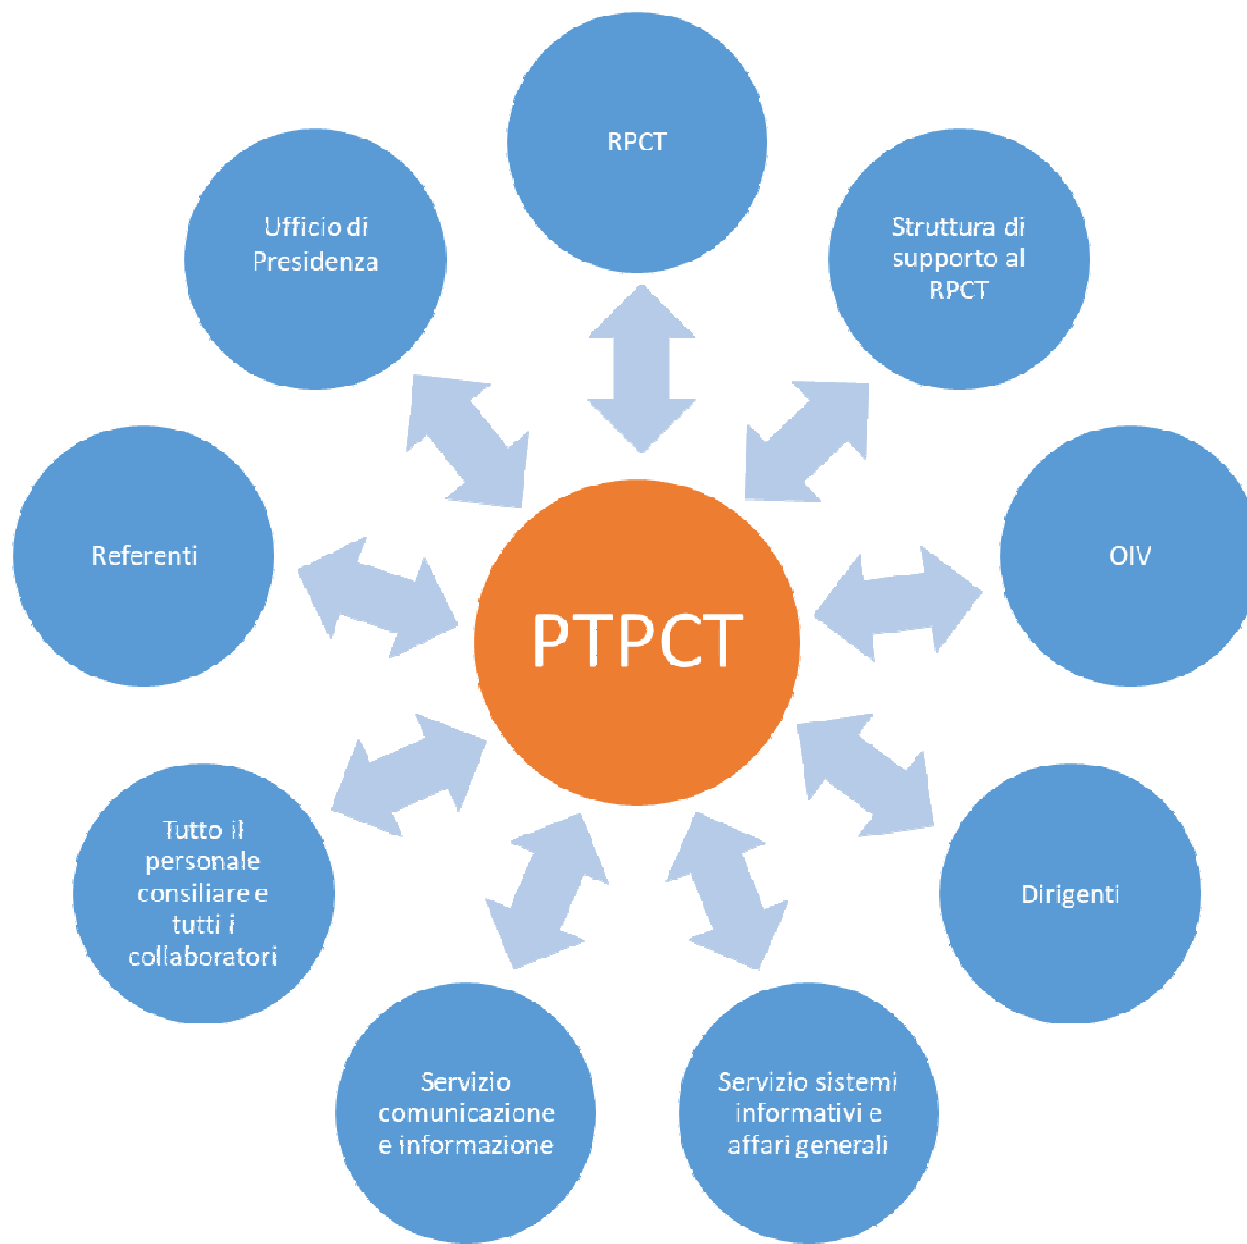 RPCT
Struttura di
supporto al
RPCT
OIV
Dirigenti
Servizio sistemi
informativi e
affari generali
Servizio
comunicazione
e informazione
Tutto il
personale
consiliare e
tutti i
collaboratori
Referenti
Ufficio di
Presidenza
PTPCT